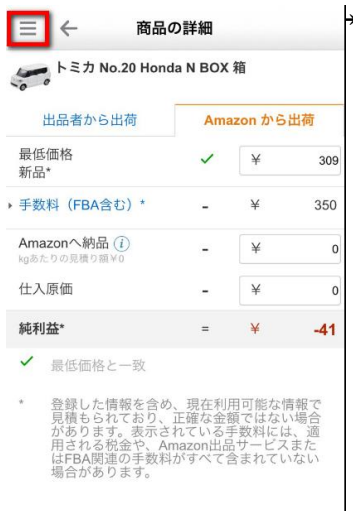 商品の詳細
トミカ No.20 Honda N BOX 箱
出品者から出荷
Amazon から出荷
最低価格 ¥ 309
新品*
手数料（FBA含む）* - ¥ 350
Amazonへ納品 i - ¥ 0
kgあたりの見積り額￥0
仕入原価 - ¥ 0
純利益* = ¥ -41
最低価格と一致
* 登録した情報を含め、現在利用可能な情報で
見積もられており、正確な金額ではない場合
があります。表示されている手数料には、適
用される税金や、Amazon出品サービスまた
はFBA関連の手数料がすべて含まれていない
場合があります。